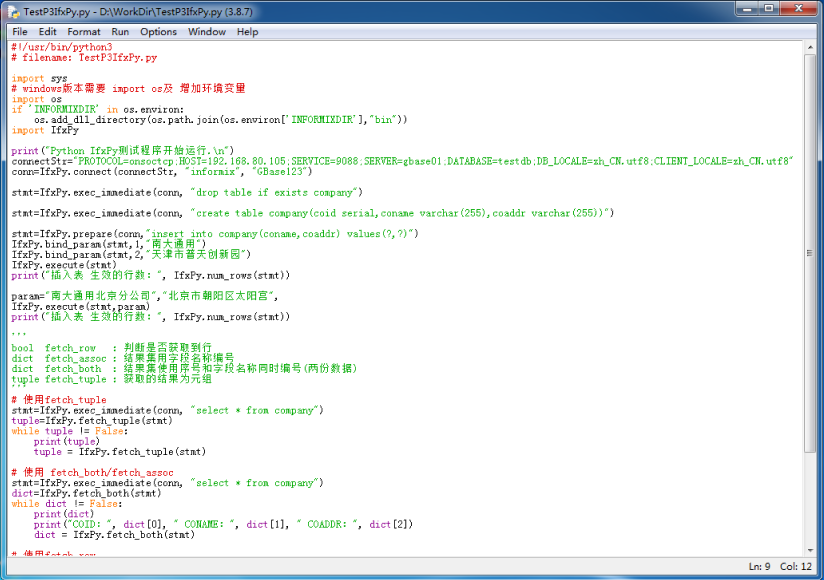 TestP3IfxPy.py - D:\WorkDir\TestP3IfxPy.py (3.8.7)
File Edit Format Run Options Window Help
#!/usr/bin/python3
# filename: TestP3IfxPy.py
import sys
# windows版本需要 import os及 增加环境变量
import os
if 'INFORMIXDIR' in os.environ:
    os.add_dll_directory(os.path.join(os.environ['INFORMIXDIR'],"bin"))
import IfxPy
print("Python IfxPy测试程序开始运行.\n")
connectStr="PROTOCOL=onsoctcp;HOST=192.168.80.105;SERVICE=9088;SERVER=gbase01;DATABASE=testdb;DB_LOCALE=zh_CN.utf8;CLIENT_LOCALE=zh_CN.utf8"
conn=IfxPy.connect(connectStr, "informix", "GBase123")
stmt=IfxPy.exec_immediate(conn, "drop table if exists company")
stmt=IfxPy.exec_immediate(conn, "create table company(coid serial,coname varchar(255),coaddr varchar(255))")
stmt=IfxPy.prepare(conn,"insert into company(coname,coaddr) values(?,?)")
IfxPy.bind_param(stmt,1,"南大通用")
IfxPy.bind_param(stmt,2,"天津市普天创新园")
IfxPy.execute(stmt)
print("插入表 生效的行数: ", IfxPy.num_rows(stmt))
param="南大通用北京分公司","北京市朝阳区太阳宫",
IfxPy.execute(stmt,param)
print("插入表 生效的行数: ", IfxPy.num_rows(stmt))
'''
bool fetch_row : 判断是否获取到行
dict fetch_assoc : 结果集用字段名称编号
dict fetch_both : 结果集使用序号和字段名称同时编号(两份数据)
tuple fetch_tuple : 获取的结果为元组
'''
# 使用fetch_tuple
stmt=IfxPy.exec_immediate(conn, "select * from company")
tuple=IfxPy.fetch_tuple(stmt)
while tuple != False:
    print(tuple)
    tuple = IfxPy.fetch_tuple(stmt)
# 使用 fetch_both/fetch_assoc
stmt=IfxPy.exec_immediate(conn, "select * from company")
dict=IfxPy.fetch_both(stmt)
while dict != False:
    print(dict)
    print("COID: ", dict[0], " CONAME: ", dict[1], " COADDR: ", dict[2])
    dict = IfxPy.fetch_both(stmt)
# 使用fetch_row
Ln: 9 Col: 12